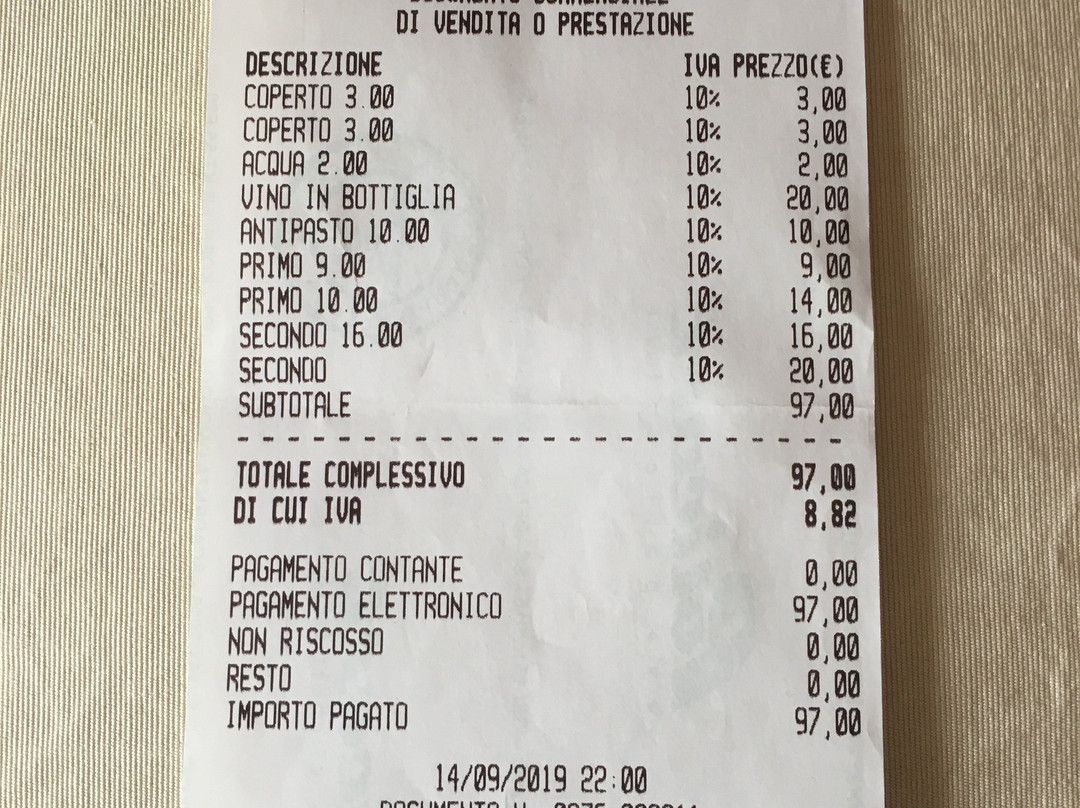 DI VENDITA O PRESTAZIONE
DESCRIZIONE IVA PREZZO(€)
COPERTO 3.00 10% 3,00
COPERTO 3.00 10% 3,00
ACQUA 2.00 10% 2,00
VINO IN BOTTIGLIA 10% 20,00
ANTIPASTO 10.00 10% 10,00
PRIMO 9.00 10% 9,00
PRIMO 10.00 10% 14,00
SECONDO 16.00 10% 16,00
SECONDO 10% 20,00
SUBTOTALE 97,00
TOTALE COMPLESSIVO 97,00
DI CUI IVA 8,82
PAGAMENTO CONTANTE 0,00
PAGAMENTO ELETTRONICO 97,00
NON RISCOSSO 0,00
RESTO 0,00
IMPORTO PAGATO 97,00
14/09/2019 22:00